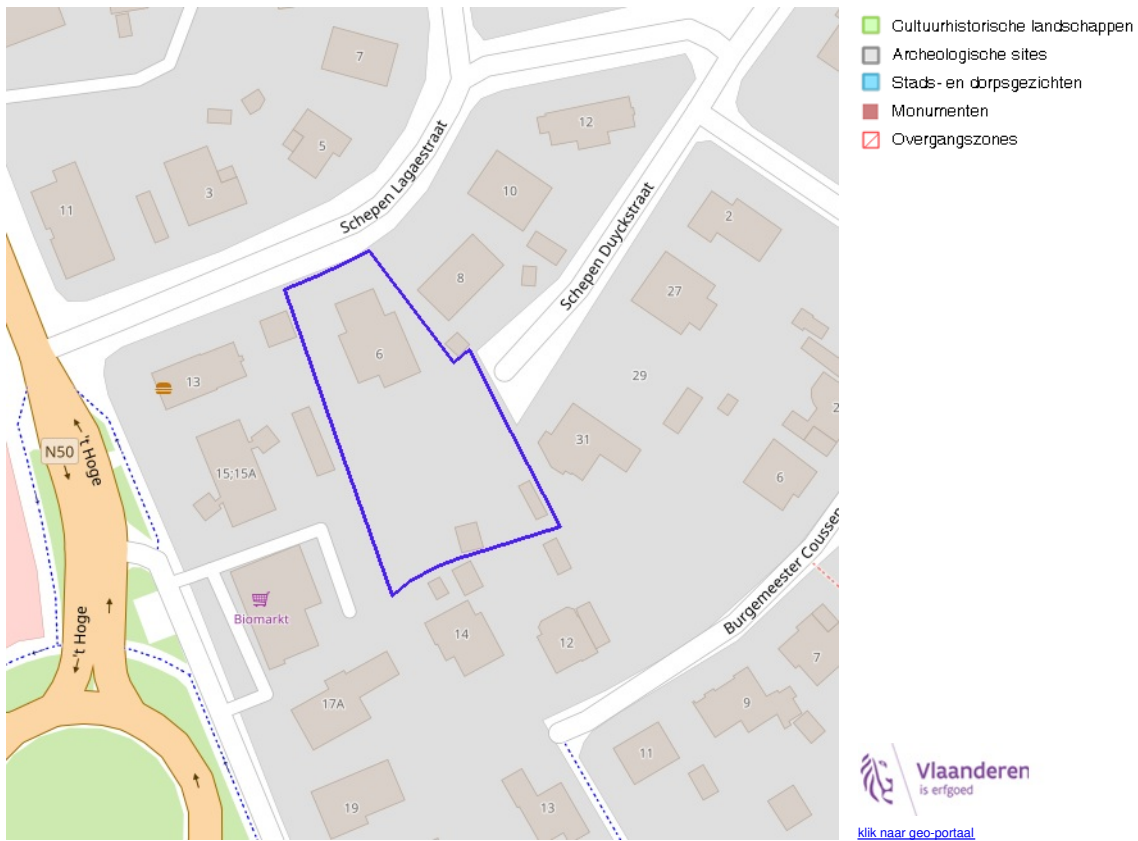 7
12
5
Schepen Lagaestraat
3
10
11
Schepen Duyckstraat
2
8
27
6
13
29
2
31
N50
't Hoge
15;15A
6
Burgemeester Coussen
Biomarkt
't Hoge
14
12
7
17A
9
11
19
13
Cultuurhistorische landschappen
Archeologische sites
Stads- en dorpsgezichten
Monumenten
Overgangszones
Vlaanderen
is erfgoed
klik naar geo-portaal